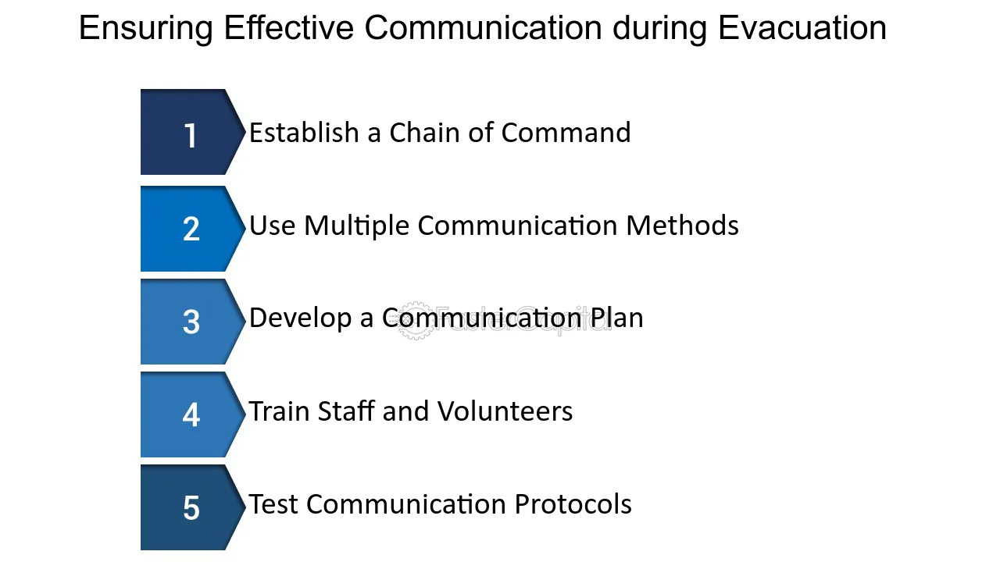 Ensuring Effective Communication during Evacuation
1
Establish a Chain of Command
2
Use Multiple Communication Methods
3
Develop a Communication Plan
FasterCapital
4
Train Staff and Volunteers
5
Test Communication Protocols